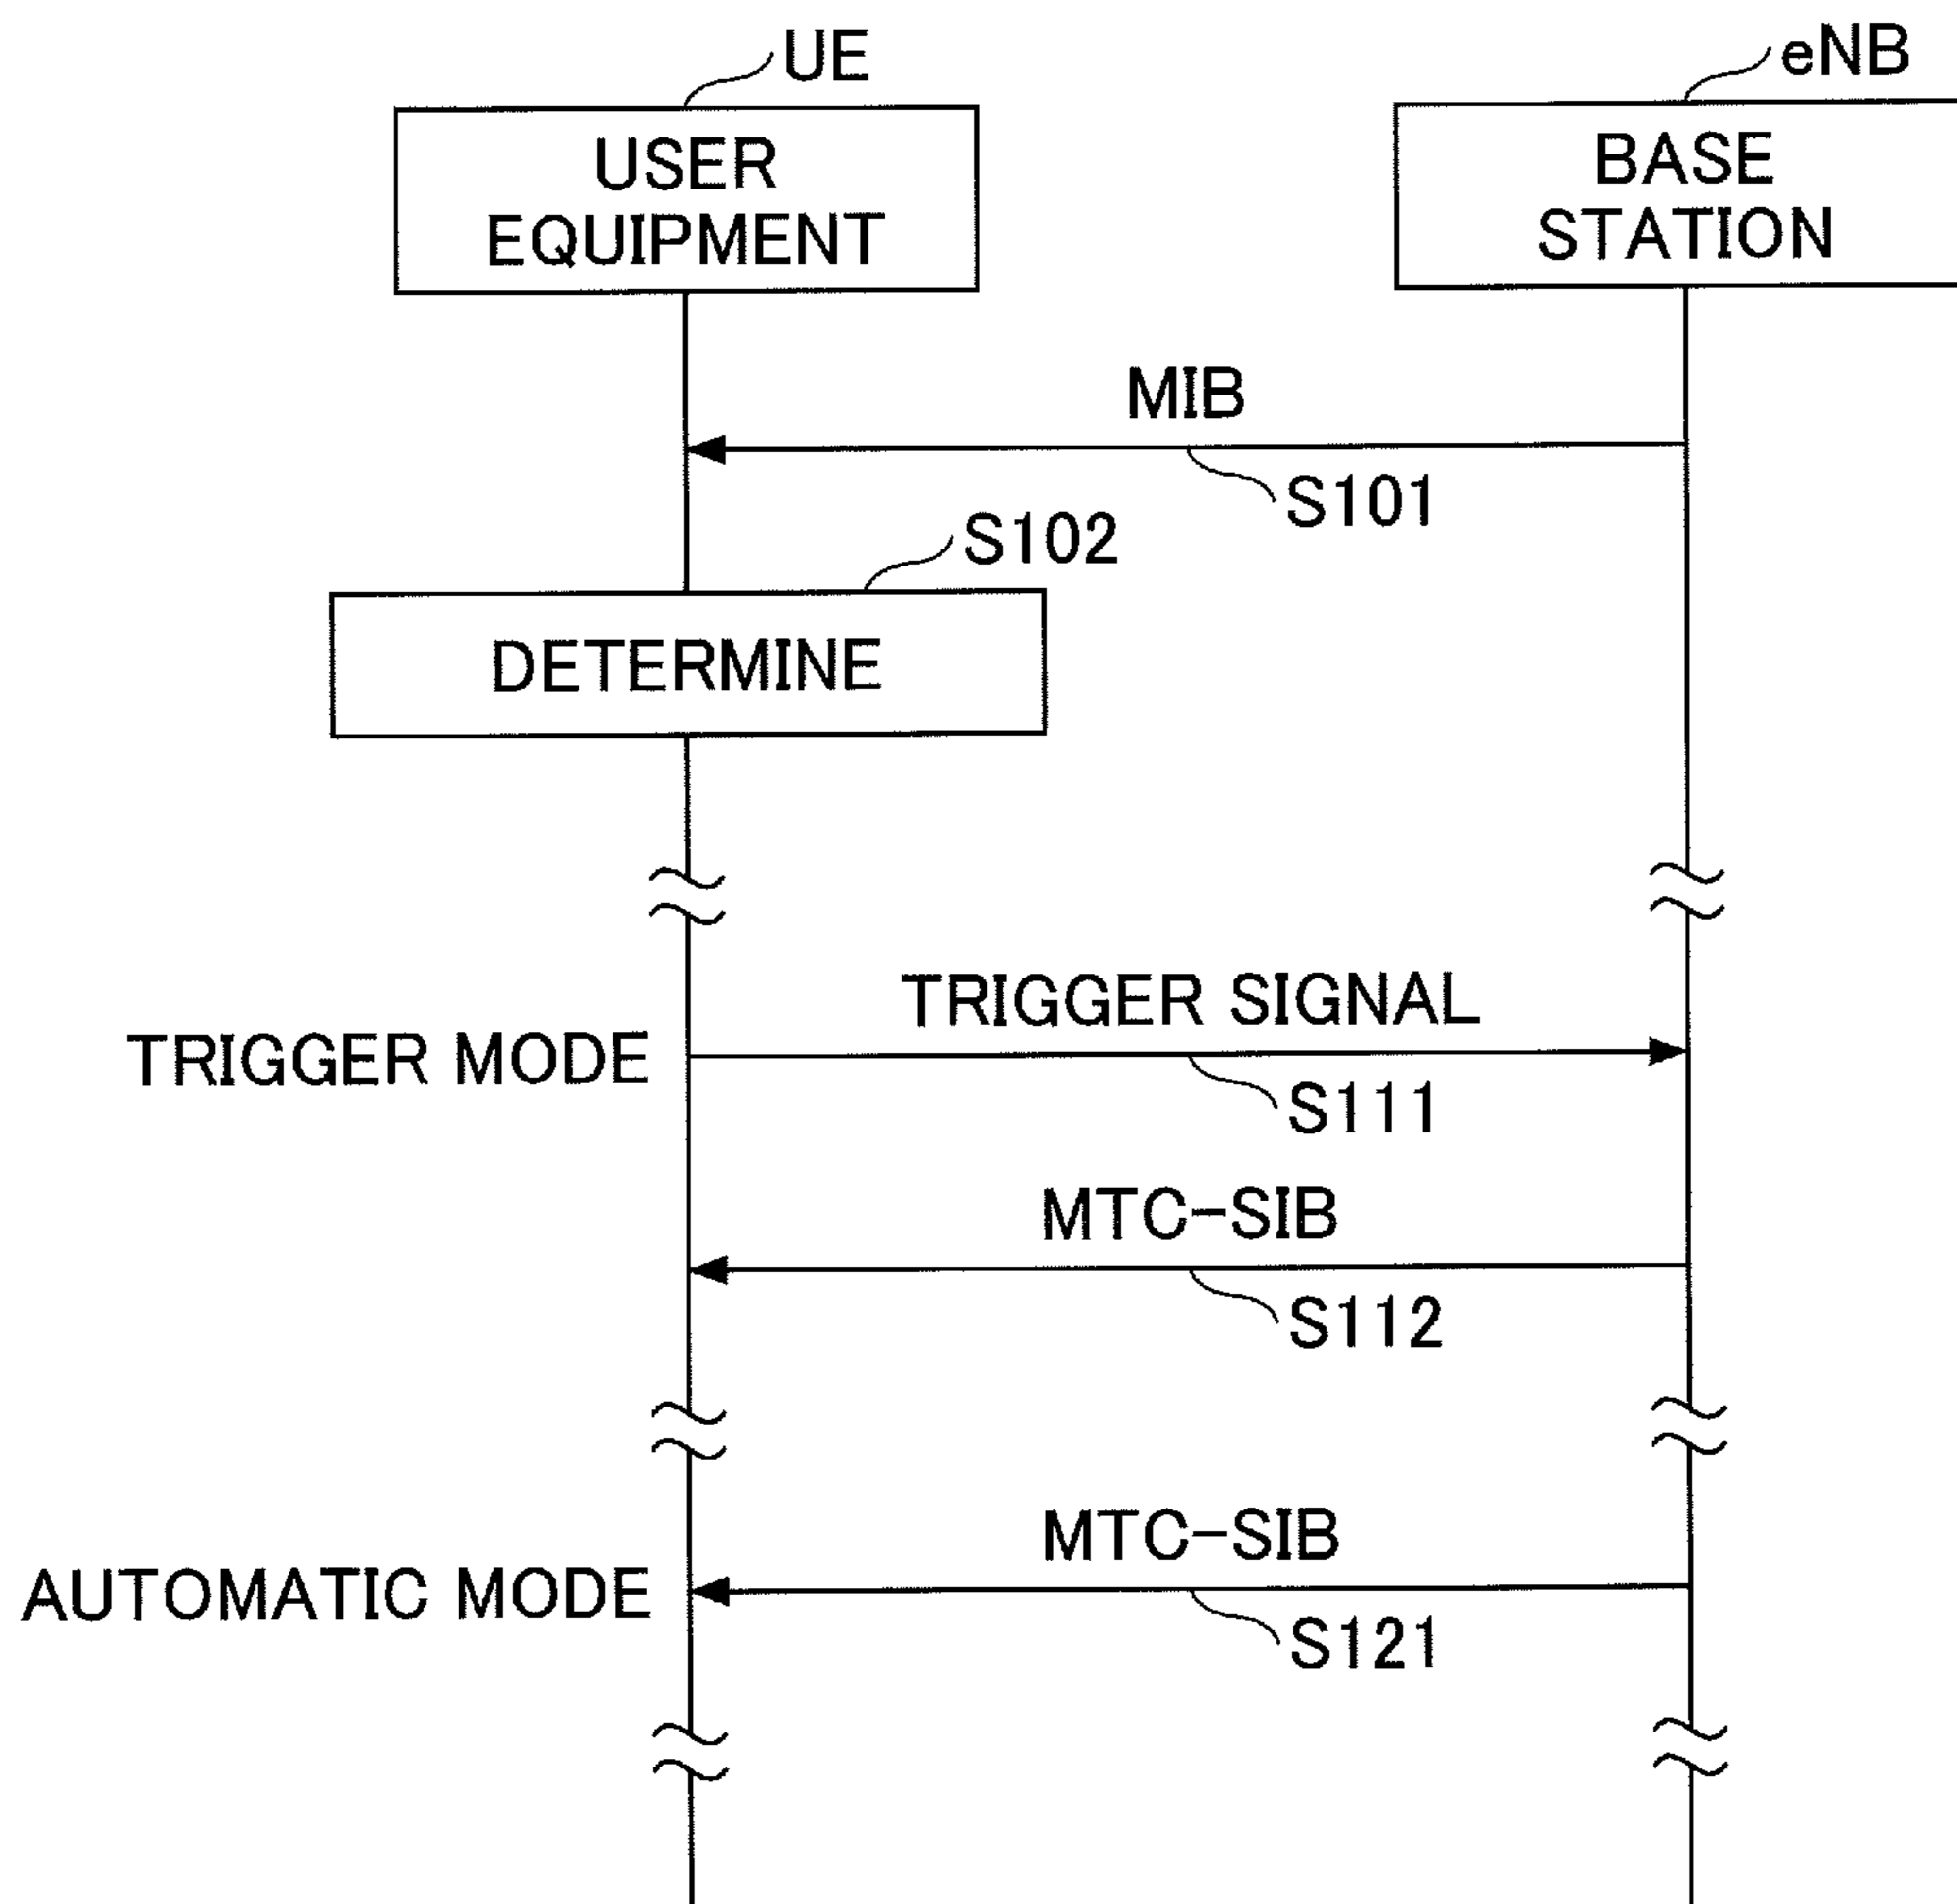 UE
eNB
USER
EQUIPMENT
BASE
STATION
MIB
S101
S102
DETERMINE
TRIGGER SIGNAL
TRIGGER MODE
S111
MTC-SIB
S112
MTC-SIB
AUTOMATIC MODE
S121